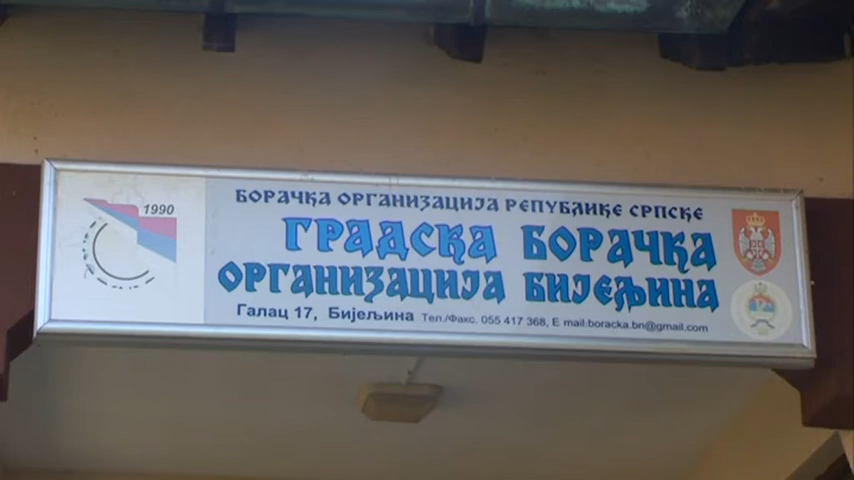 1990
БОРАЧКА ОРГАНИЗАЦИЈА РЕПУБЛИКЕ СРПСКЕ
ГРАДСКА БОРАЧКА
ОРГАНИЗАЦИЈА БИЈЕЉИНА
Галац 17, Бијељина Тел./Факс. 055 417 368, E mail:boracka.bn@gmail.com